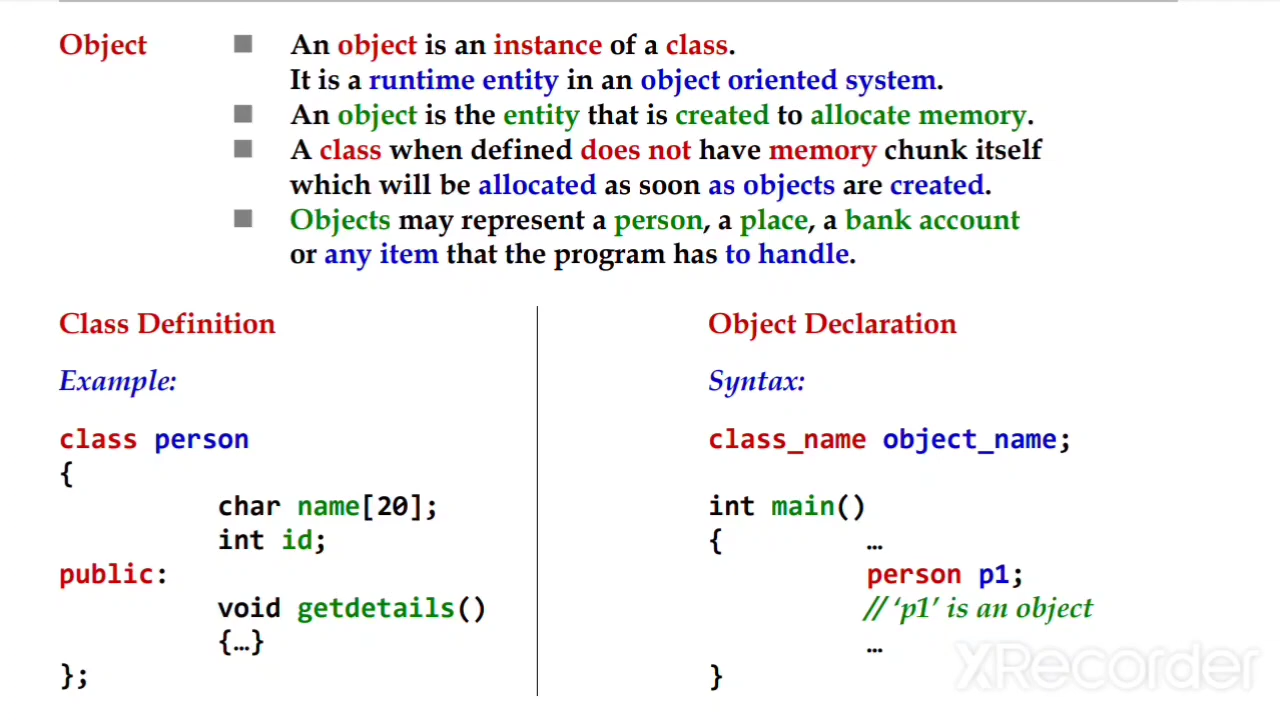 Object
An object is an instance of a class.
It is a runtime entity in an object oriented system.
An object is the entity that is created to allocate memory.
A class when defined does not have memory chunk itself
which will be allocated as soon as objects are created.
Objects may represent a person, a place, a bank account
or any item that the program has to handle.
Class Definition
Example:
class person
{
char name[20];
int id;
public:
void getdetails()
{…}
};
Object Declaration
Syntax:
class_name object_name;
int main()
{ …
person p1;
// ‘p1’ is an object
…
}
XRecorder